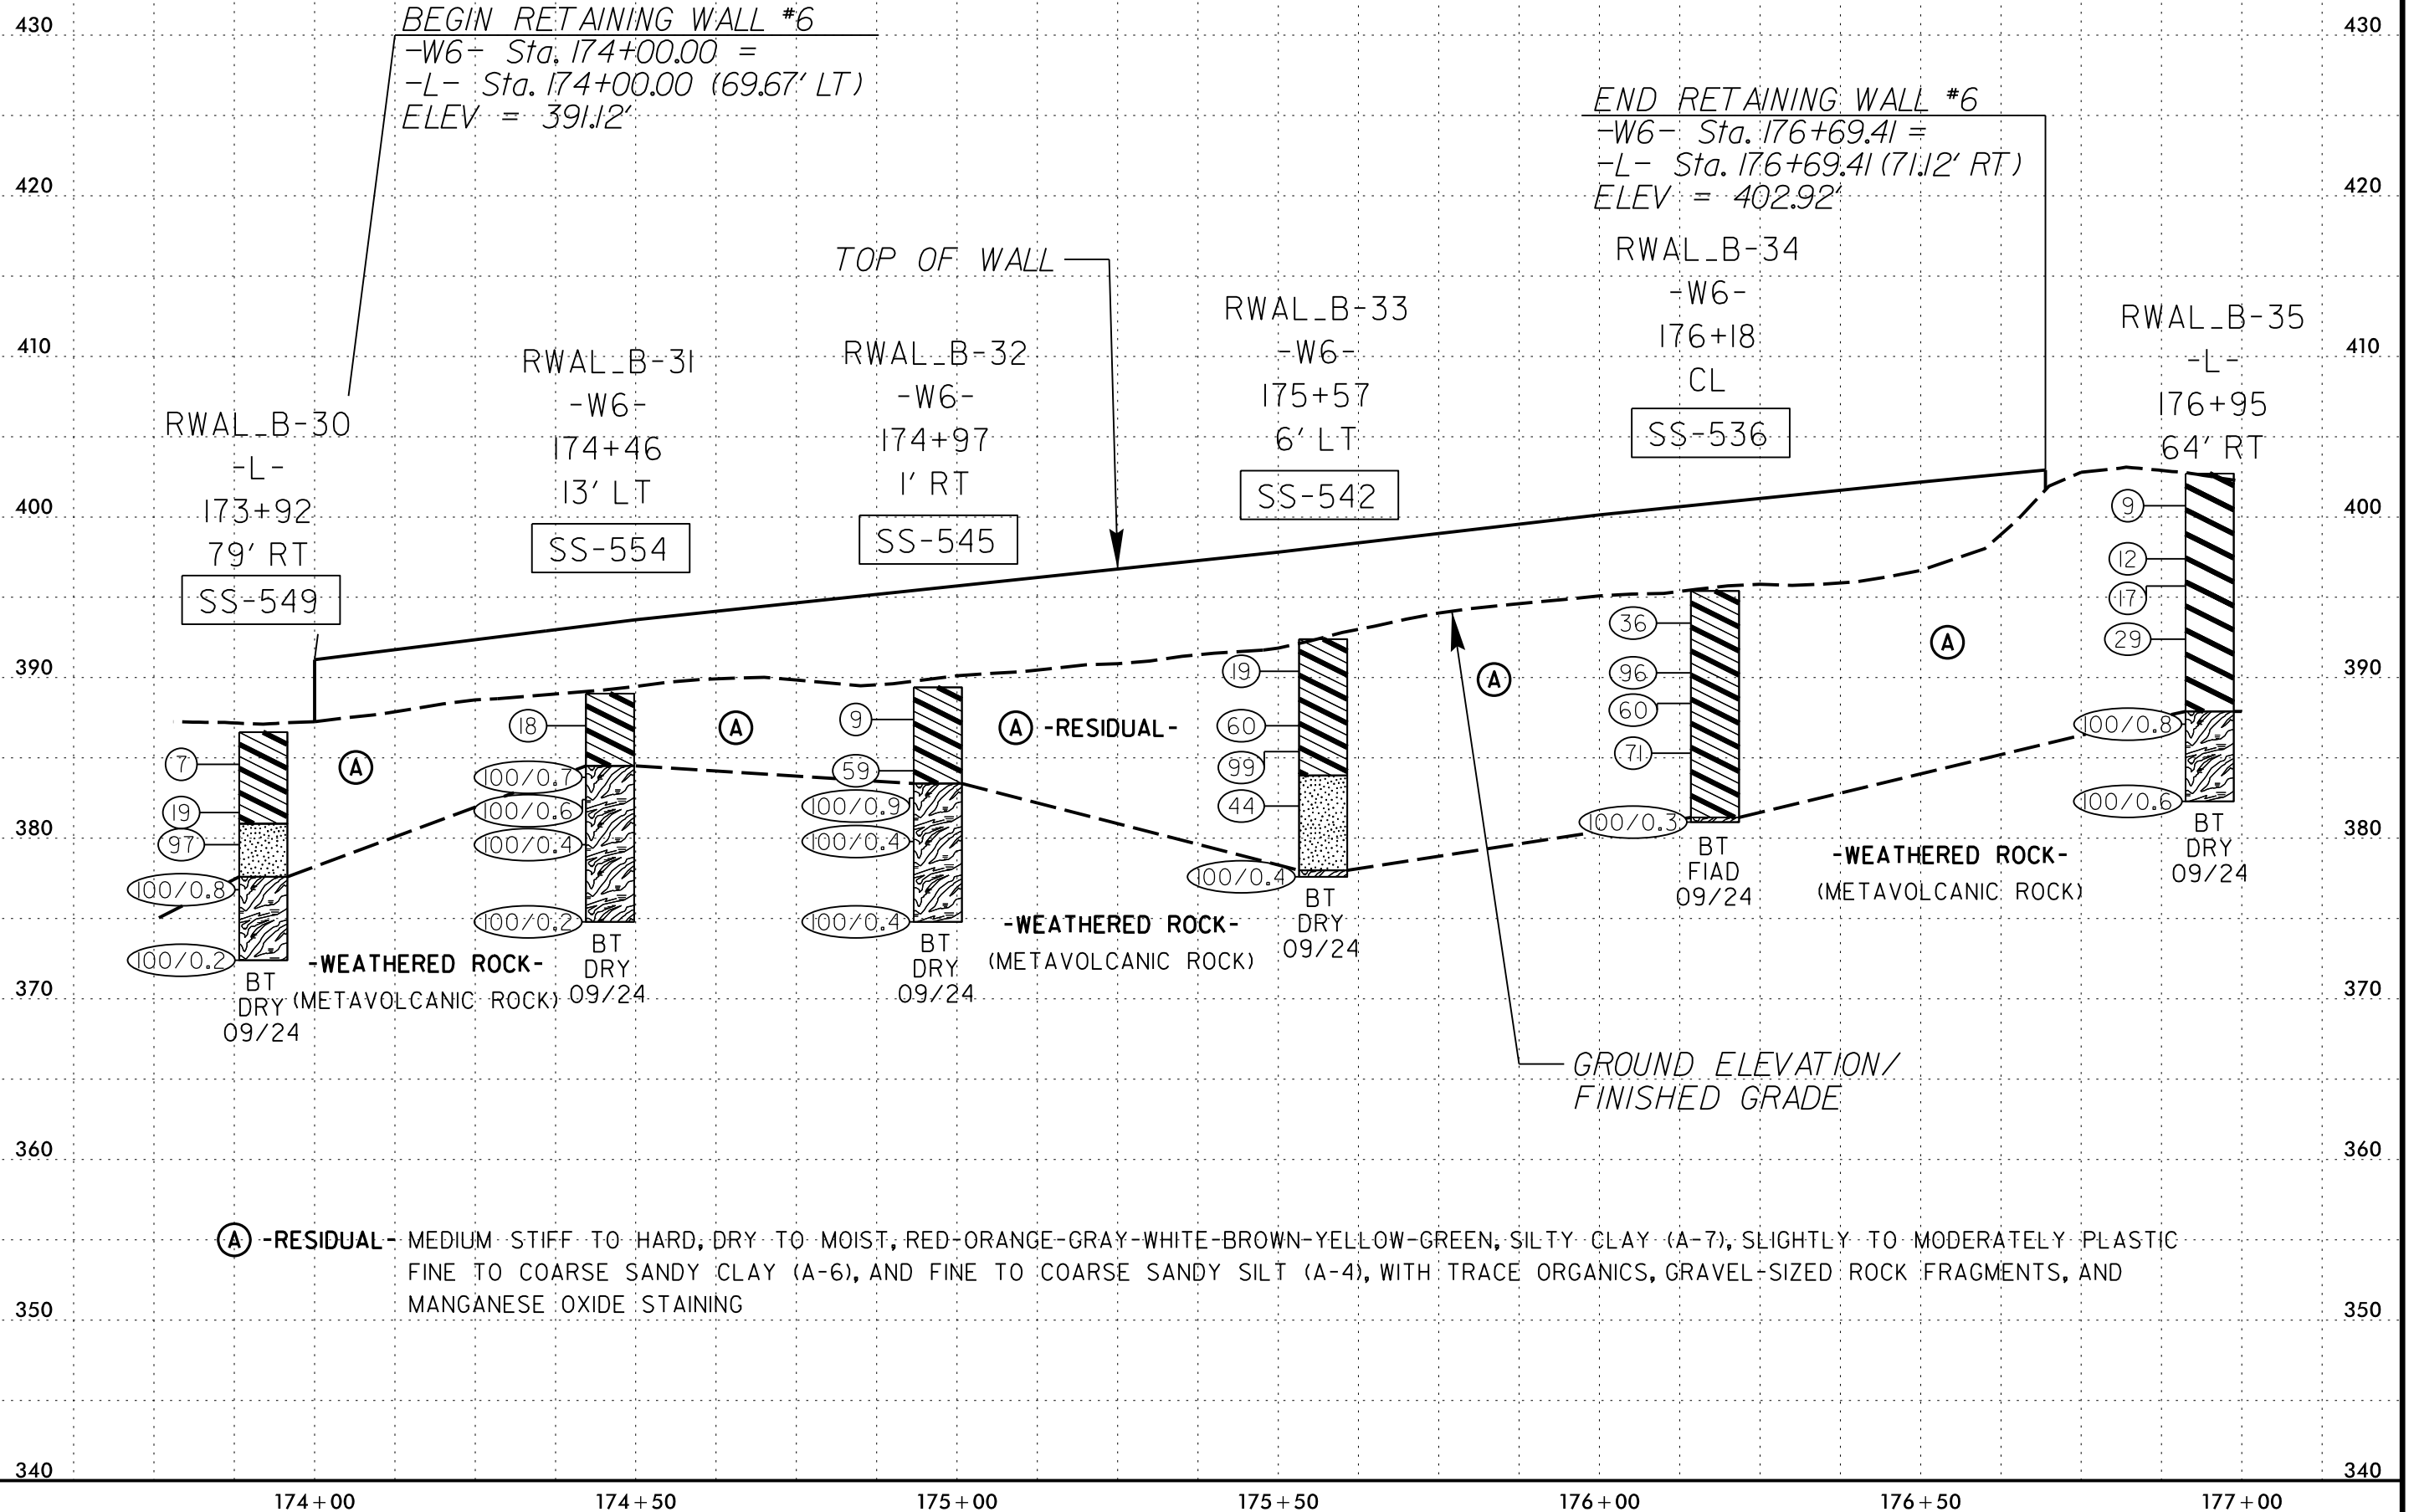 BEGIN RETAINING WALL #6
-W6- Sta. 174+00.00 =
-L- Sta. 174+00.00 (69.67' LT)
ELEV = 391.12'
END RETAINING WALL #6
-W6- Sta. 176+69.41 =
-L- Sta. 176+69.41 (71.12' RT)
ELEV = 402.92'
TOP OF WALL
RWAL_B-30
-L-
173+92
79' RT
SS-549
7
19
97
100/0.8
100/0.2
BT
DRY
09/24
RWAL_B-31
-W6-
174+46
13' LT
SS-554
18
100/0.7
100/0.6
100/0.4
100/0.2
BT
DRY
09/24
RWAL_B-32
-W6-
174+97
1' RT
SS-545
9
59
100/0.9
100/0.4
100/0.4
BT
DRY
09/24
RWAL_B-33
-W6-
175+57
6' LT
SS-542
19
60
99
44
100/0.4
BT
DRY
09/24
RWAL_B-34
-W6-
176+18
CL
SS-536
36
96
60
71
100/0.3
BT
FIAD
09/24
RWAL_B-35
-L-
176+95
64' RT
9
12
17
29
100/0.8
100/0.6
BT
DRY
09/24
A
A
A -RESIDUAL-
A
A
-WEATHERED ROCK-
(METAVOLCANIC ROCK)
-WEATHERED ROCK-
(METAVOLCANIC ROCK)
-WEATHERED ROCK-
(METAVOLCANIC ROCK)
GROUND ELEVATION/
FINISHED GRADE
A -RESIDUAL- MEDIUM STIFF TO HARD, DRY TO MOIST, RED-ORANGE-GRAY-WHITE-BROWN-YELLOW-GREEN, SILTY CLAY (A-7), SLIGHTLY TO MODERATELY PLASTIC
FINE TO COARSE SANDY CLAY (A-6), AND FINE TO COARSE SANDY SILT (A-4), WITH TRACE ORGANICS, GRAVEL-SIZED ROCK FRAGMENTS, AND
MANGANESE OXIDE STAINING
430
420
410
400
390
380
370
360
350
340
430
420
410
400
390
380
370
360
350
340
174+00
174+50
175+00
175+50
176+00
176+50
177+00